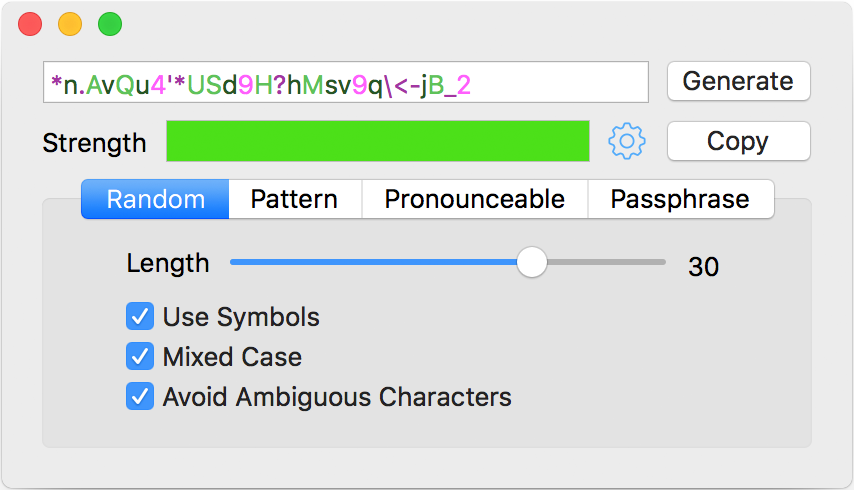 *n.AvQu4'*USd9H?hMsv9q\<-jB_2 Generate
Strength Copy
Random Pattern Pronounceable Passphrase
Length 30
Use Symbols
Mixed Case
Avoid Ambiguous Characters